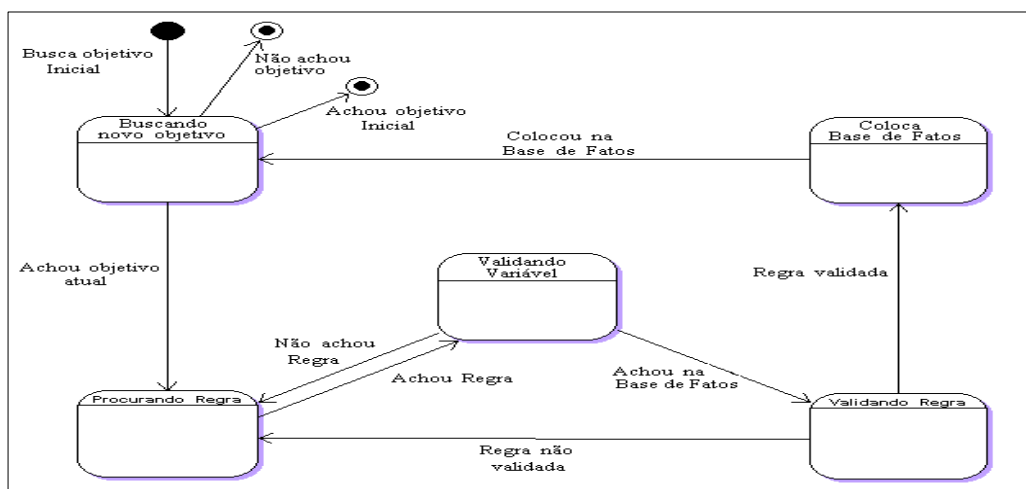 Busca objetivo
Inicial
Não achou
objetivo
Achou objetivo
Inicial
Buscando
novo objetivo
Colocou na
Base de Fatos
Coloca
Base de Fatos
Achou objetivo
atual
Validando
Variável
Regra validada
Não achou
Regra
Achou Regra
Achou na
Base de Fatos
Procurando Regra
Validando Regra
Regra não
validada